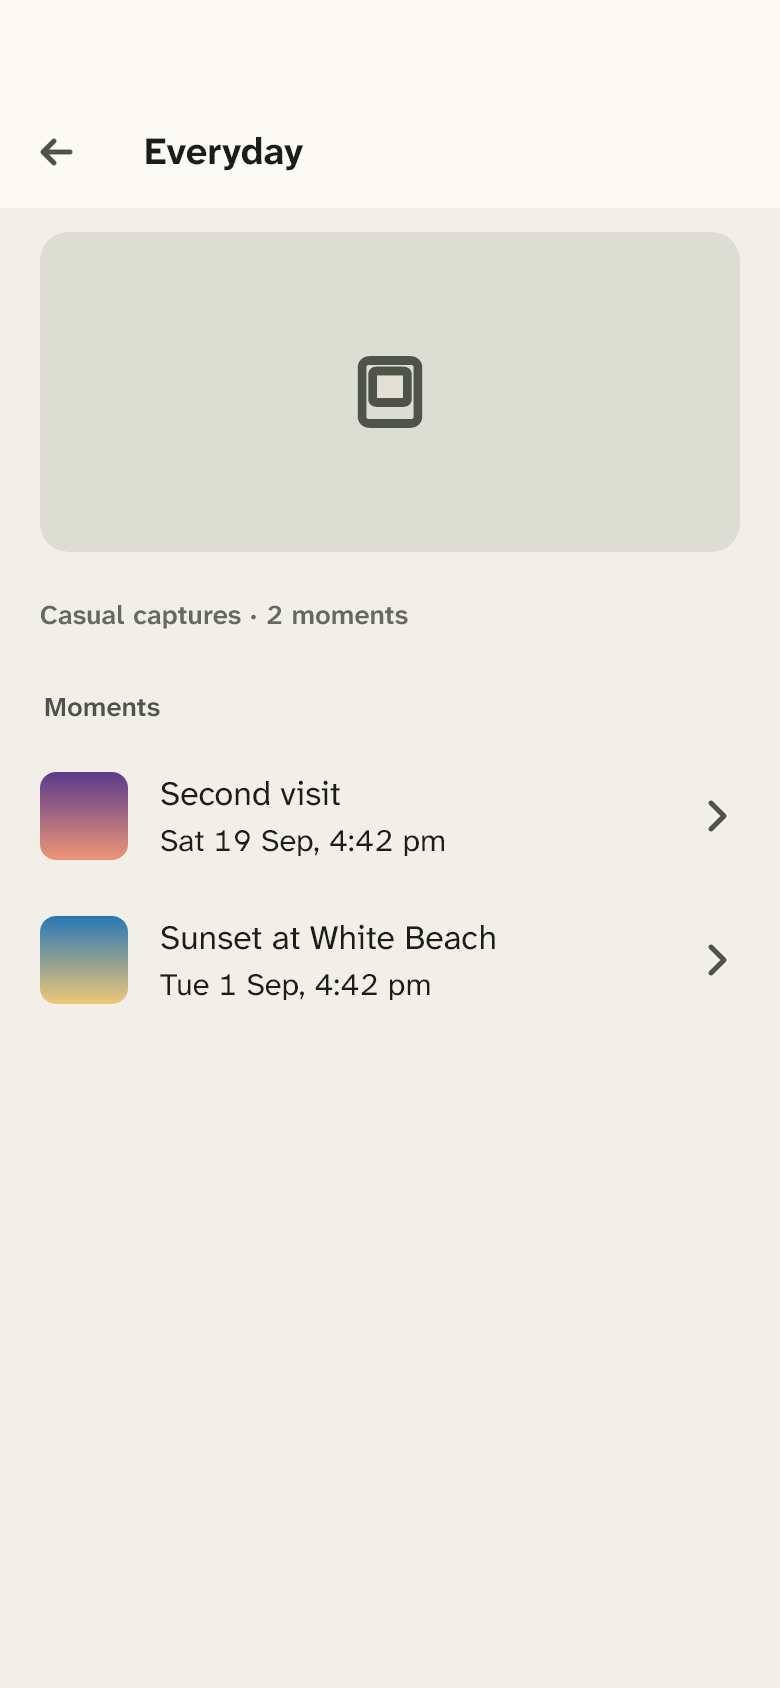 Everyday
Casual captures · 2 moments
Moments
Second visit
Sat 19 Sep, 4:42 pm
Sunset at White Beach
Tue 1 Sep, 4:42 pm